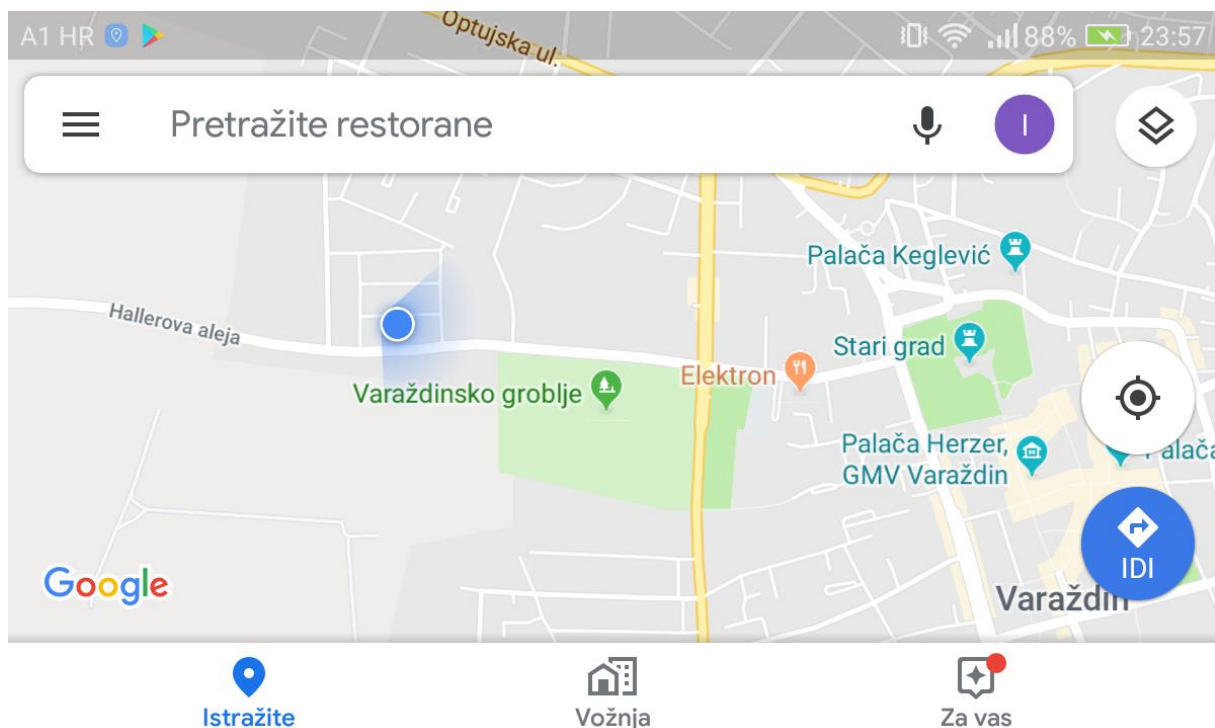 A1 HR
88%
23:57
Optujska ul.
Pretražite restorane
I
Palača Keglević
Hallerova aleja
Stari grad
Elektron
Varaždinsko groblje
Palača Herzer,
GMV Varaždin
IDI
Google
Varaždin
Istražite
Vožnja
Za vas